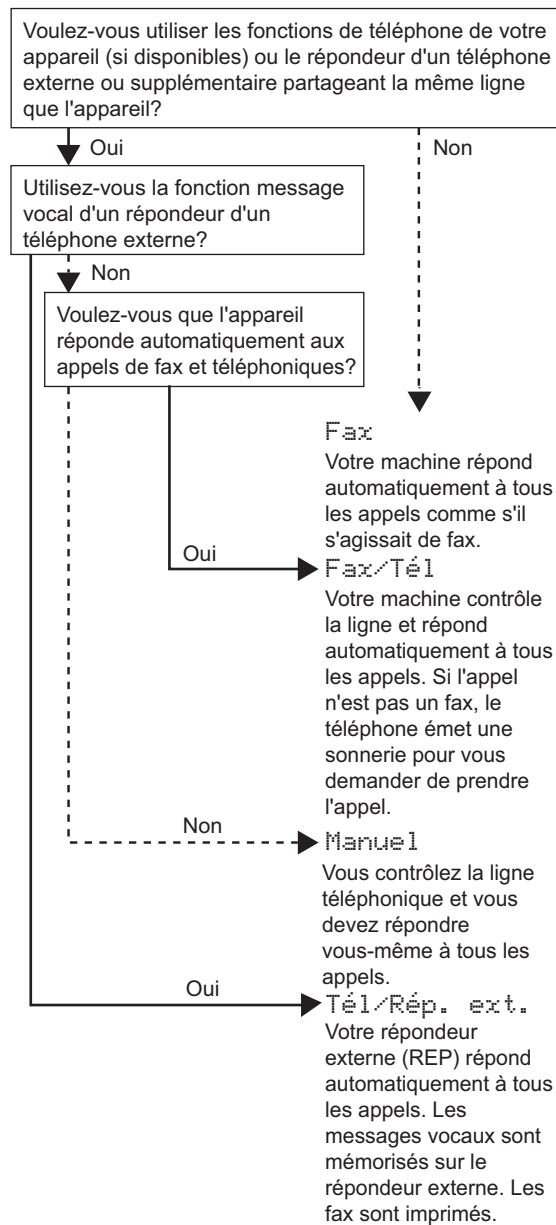 Voulez-vous utiliser les fonctions de téléphone de votre
appareil (si disponibles) ou le répondeur d'un téléphone
externe ou supplémentaire partageant la même ligne
que l'appareil?
Oui
Non
Utilisez-vous la fonction message
vocal d'un répondeur d'un
téléphone externe?
Non
Voulez-vous que l'appareil
réponde automatiquement aux
appels de fax et téléphoniques?
Fax
Votre machine répond
automatiquement à tous
les appels comme s'il
s'agissait de fax.
Oui
Fax/Tél
Votre machine contrôle
la ligne et répond
automatiquement à tous
les appels. Si l'appel
n'est pas un fax, le
téléphone émet une
sonnerie pour vous
demander de prendre
l'appel.
Non
Manuel
Vous contrôlez la ligne
téléphonique et vous
devez répondre
vous-même à tous les
appels.
Oui
Tél/Rép. ext.
Votre répondeur
externe (REP) répond
automatiquement à tous
les appels. Les
messages vocaux sont
mémorisés sur le
répondeur externe. Les
fax sont imprimés.